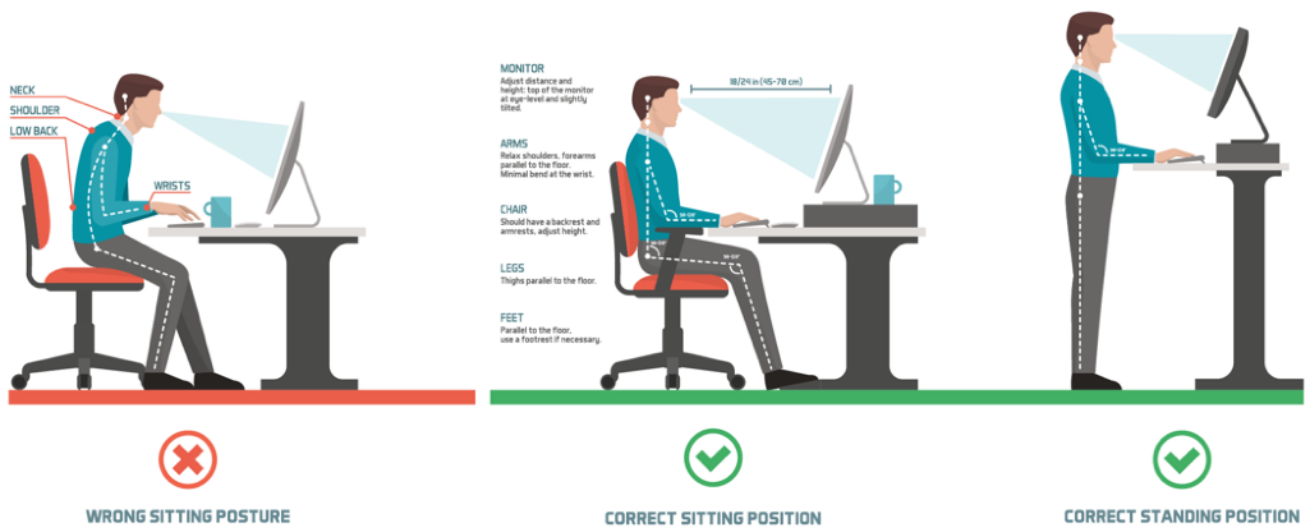 NECK
SHOULDER
LOW BACK
WRISTS
WRONG SITTING POSTURE
MONITOR
Adjust distance and
height: top of the monitor
at eye-level and slightly
tilted.
ARMS
Relax shoulders, forearms
parallel to the floor.
Minimal bend at the wrist.
CHAIR
Should have a backrest and
armrests, adjust height.
LEGS
Thighs parallel to the floor.
FEET
Parallel to the floor,
use a footrest if necessary.
18/24 in (45-70 cm)
CORRECT SITTING POSITION
CORRECT STANDING POSITION